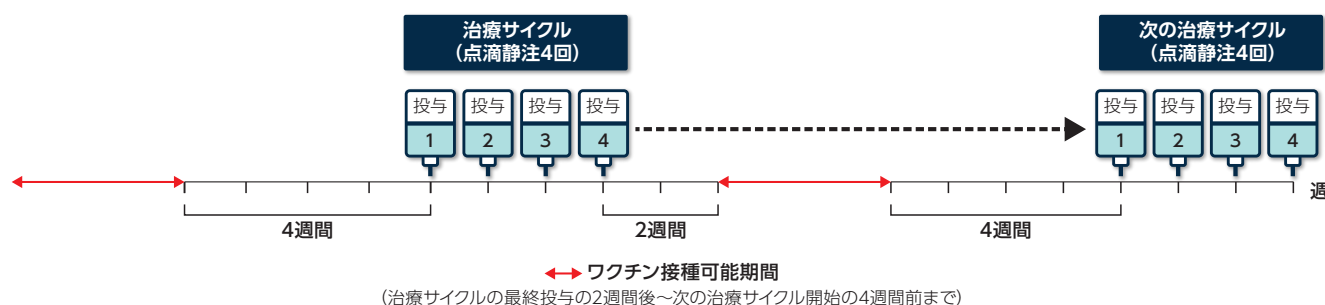 治療サイクル
(点滴静注4回)
次の治療サイクル
(点滴静注4回)
投与 投与 投与 投与
1 2 3 4
投与 投与 投与 投与
1 2 3 4
週
4週間
2週間
4週間
ワクチン接種可能期間
(治療サイクルの最終投与の2週間後~次の治療サイクル開始の4週間前まで)